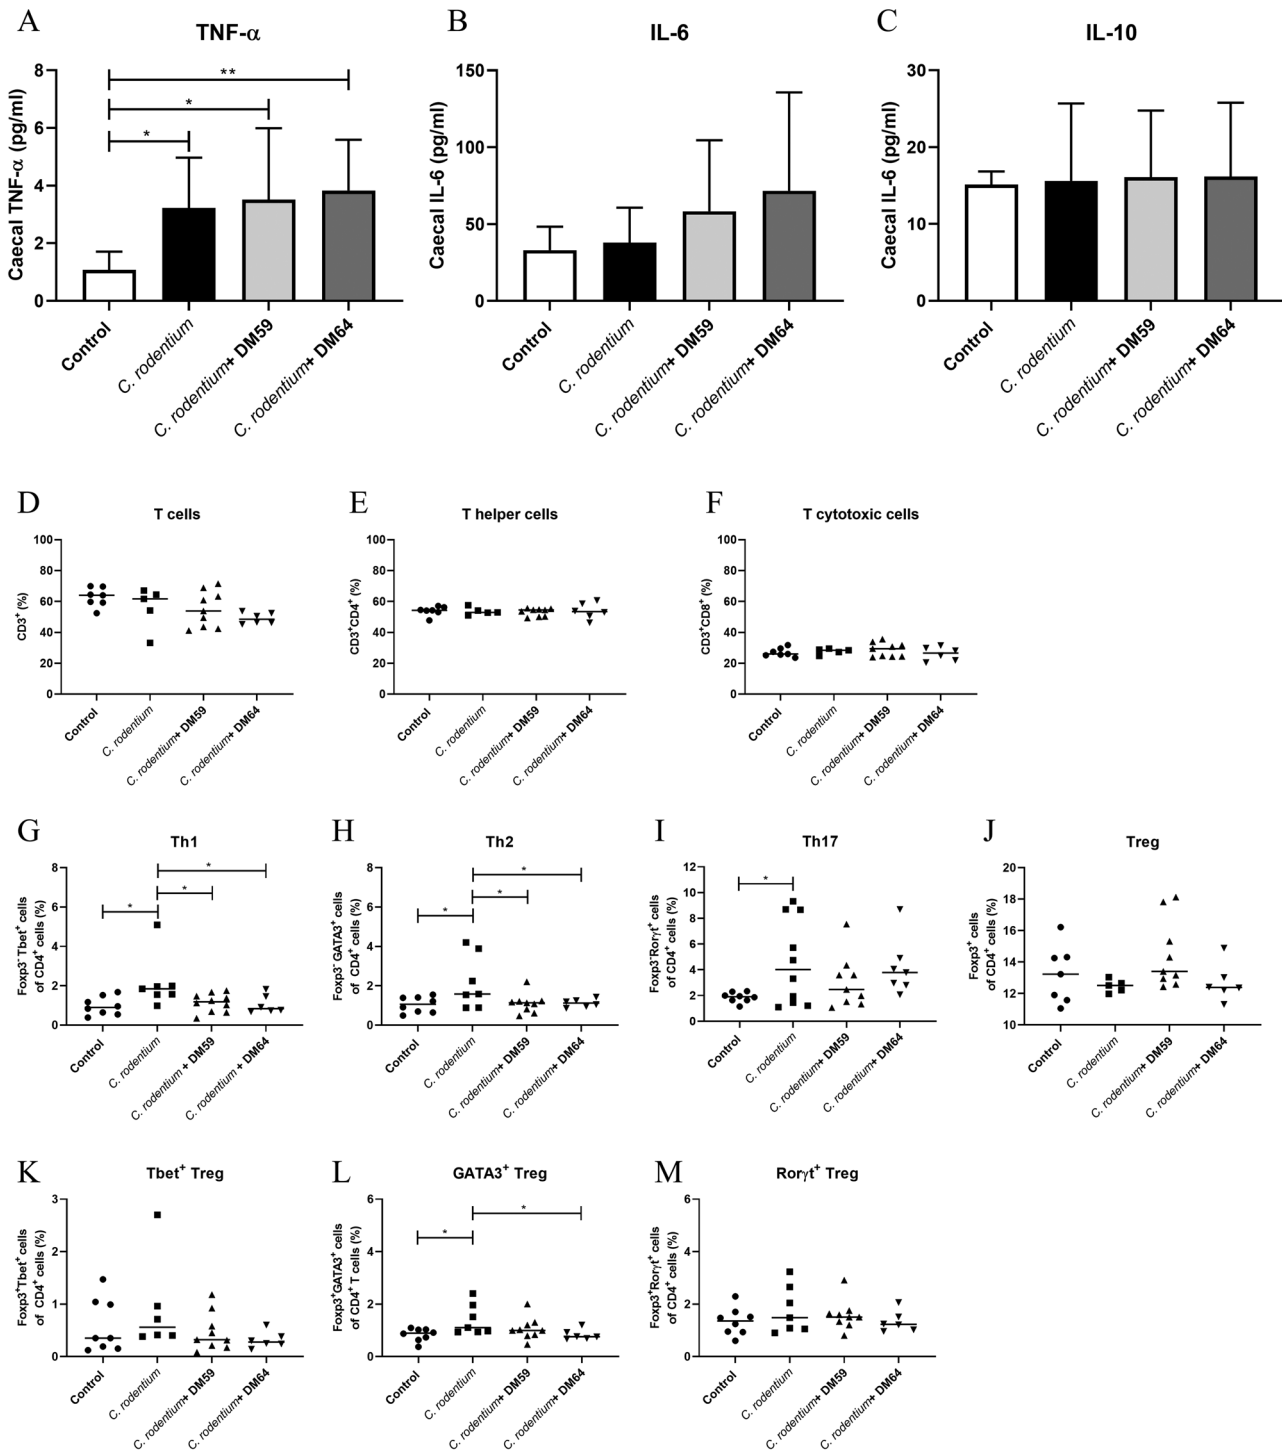 A
TNF-α
Caecal TNF-α (pg/ml)
8
6
4
2
0
**
*
*
Control
C. rodentium
C. rodentium+ DM59
C. rodentium+ DM64
B
IL-6
Caecal IL-6 (pg/ml)
150
100
50
0
Control
C. rodentium
C. rodentium+ DM59
C. rodentium+ DM64
C
IL-10
Caecal IL-6 (pg/ml)
30
20
10
0
Control
C. rodentium
C. rodentium+ DM59
C. rodentium+ DM64
D
T cells
CD3⁺ (%)
100
80
60
40
20
0
Control
C. rodentium
C. rodentium+ DM59
C. rodentium+ DM64
E
T helper cells
CD3⁺CD4⁺ (%)
100
80
60
40
20
0
Control
C. rodentium
C. rodentium+ DM59
C. rodentium+ DM64
F
T cytotoxic cells
CD3⁺CD8⁺ (%)
100
80
60
40
20
0
Control
C. rodentium
C. rodentium+ DM59
C. rodentium+ DM64
G
Th1
Foxp3⁻Tbet⁺ cells
of CD4⁺ cells (%)
8
6
4
2
0
*
*
*
Control
C. rodentium
C. rodentium + DM59
C. rodentium + DM64
H
Th2
Foxp3⁻GATA3⁺ cells
of CD4⁺ cells (%)
8
6
4
2
0
*
*
*
Control
C. rodentium
C. rodentium+ DM59
C. rodentium+ DM64
I
Th17
Foxp3⁻Rorγt⁺ cells
of CD4⁺ cells (%)
12
10
8
6
4
2
0
*
Control
C. rodentium
C. rodentium+ DM59
C. rodentium+ DM64
J
Treg
Foxp3⁺ cells
of CD4⁺ cells (%)
20
18
16
14
12
10
Control
C. rodentium
C. rodentium+ DM59
C. rodentium+ DM64
K
Tbet⁺ Treg
Foxp3⁺Tbet⁺ cells
of CD4⁺ cells (%)
3
2
1
0
Control
C. rodentium
C. rodentium+ DM59
C. rodentium+ DM64
L
GATA3⁺ Treg
Foxp3⁺GATA3⁺ cells
of CD4⁺ T cells (%)
6
4
2
0
*
*
Control
C. rodentium
C. rodentium+ DM59
C. rodentium+ DM64
M
Rorγt⁺ Treg
Foxp3⁺Rorγt⁺ cells
of CD4⁺ cells (%)
6
4
2
0
Control
C. rodentium
C. rodentium+ DM59
C. rodentium+ DM64